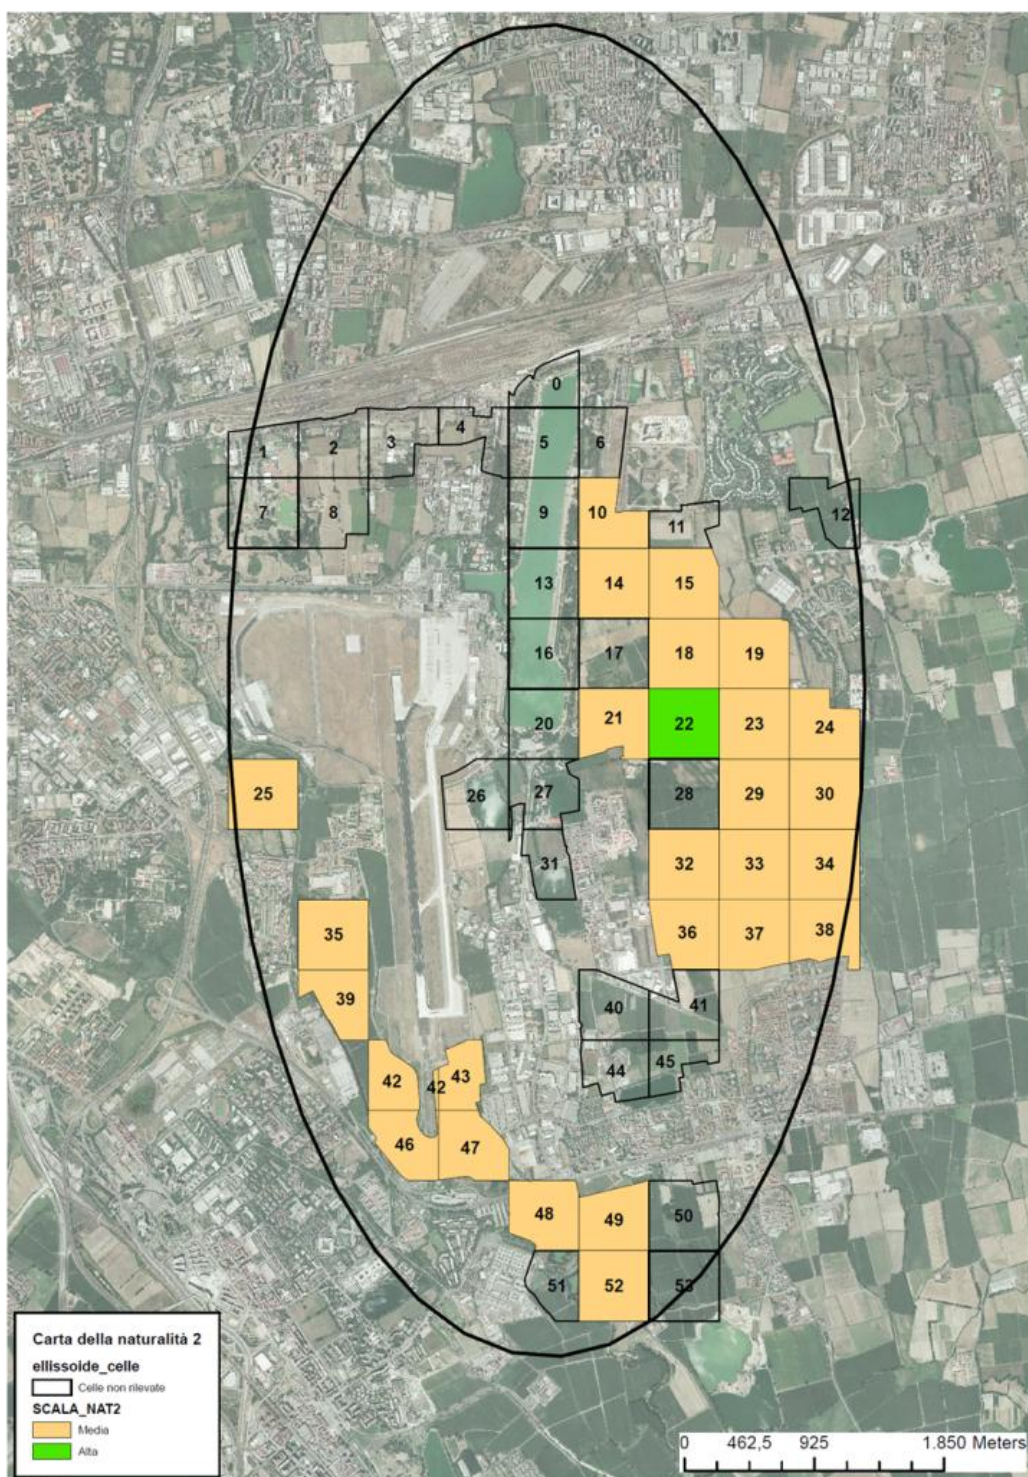 0
1 2 3 4 5 6
7 8 9 10 11 12
13 14 15
16 17 18 19
20 21 22 23 24
25 26 27 28 29 30
31 32 33 34
35 36 37 38
39 40 41
42 42 43 44 45
46 47
48 49 50
51 52 53
Carta della naturalità 2
ellissoide_celle
Celle non rilevate
SCALA_NAT2
Media
Alta
0 462,5 925 1.850 Meters